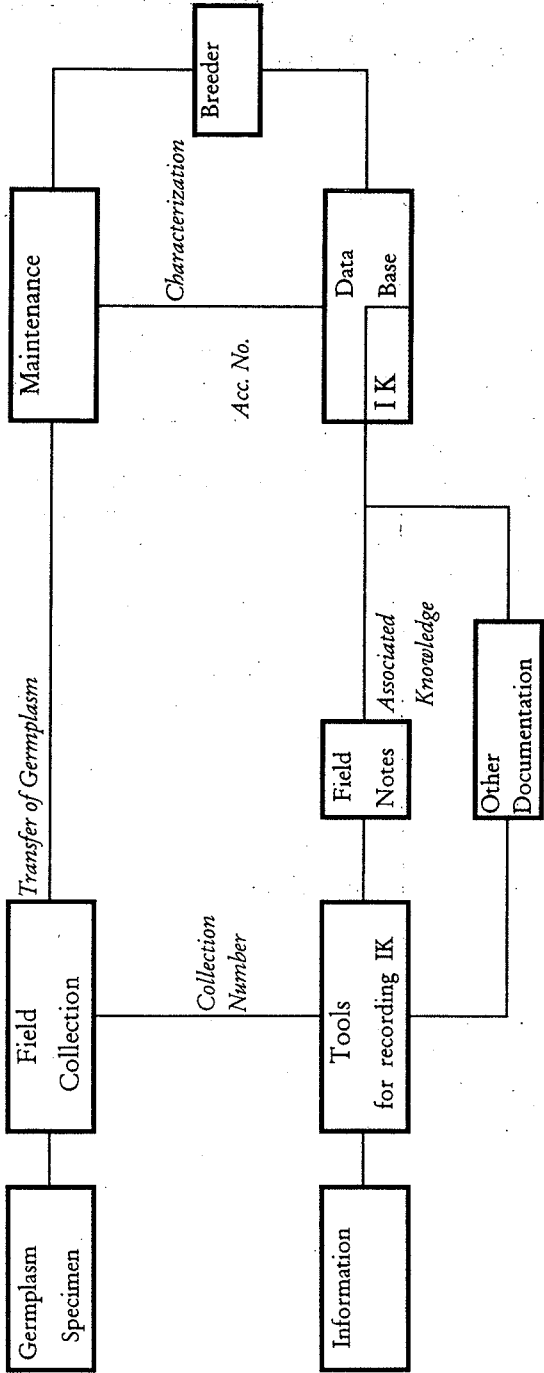 Germplasm
Specimen
Field
Collection
Transfer of Germplasm
Maintenance
Collection
Number
Acc. No.
Characterization
Breeder
Information
Tools
for recording IK
Field
Notes
Associated
Knowledge
IK
Data
Base
Other
Documentation